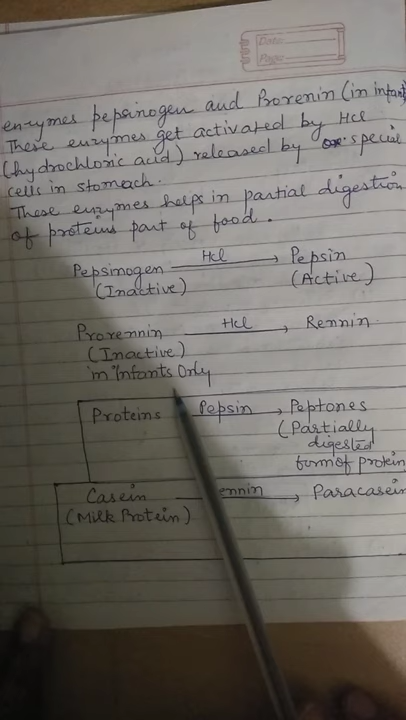 Date
Page
enzymes pepsinogen and Prorenin (in infant
These enzymes get activated by Hcl
(hydrochloric acid) released by special
cells in stomach.
These enzymes helps in partial digestion
of proteins part of food.
Pepsinogen Hcl Pepsin
(Inactive) (Active)
Prorennin Hcl Rennin
(Inactive)
in Infants Only
Proteins Pepsin Peptones
(Partially
digested
form of protein
Casein ennin Paracasein
(Milk Protein)